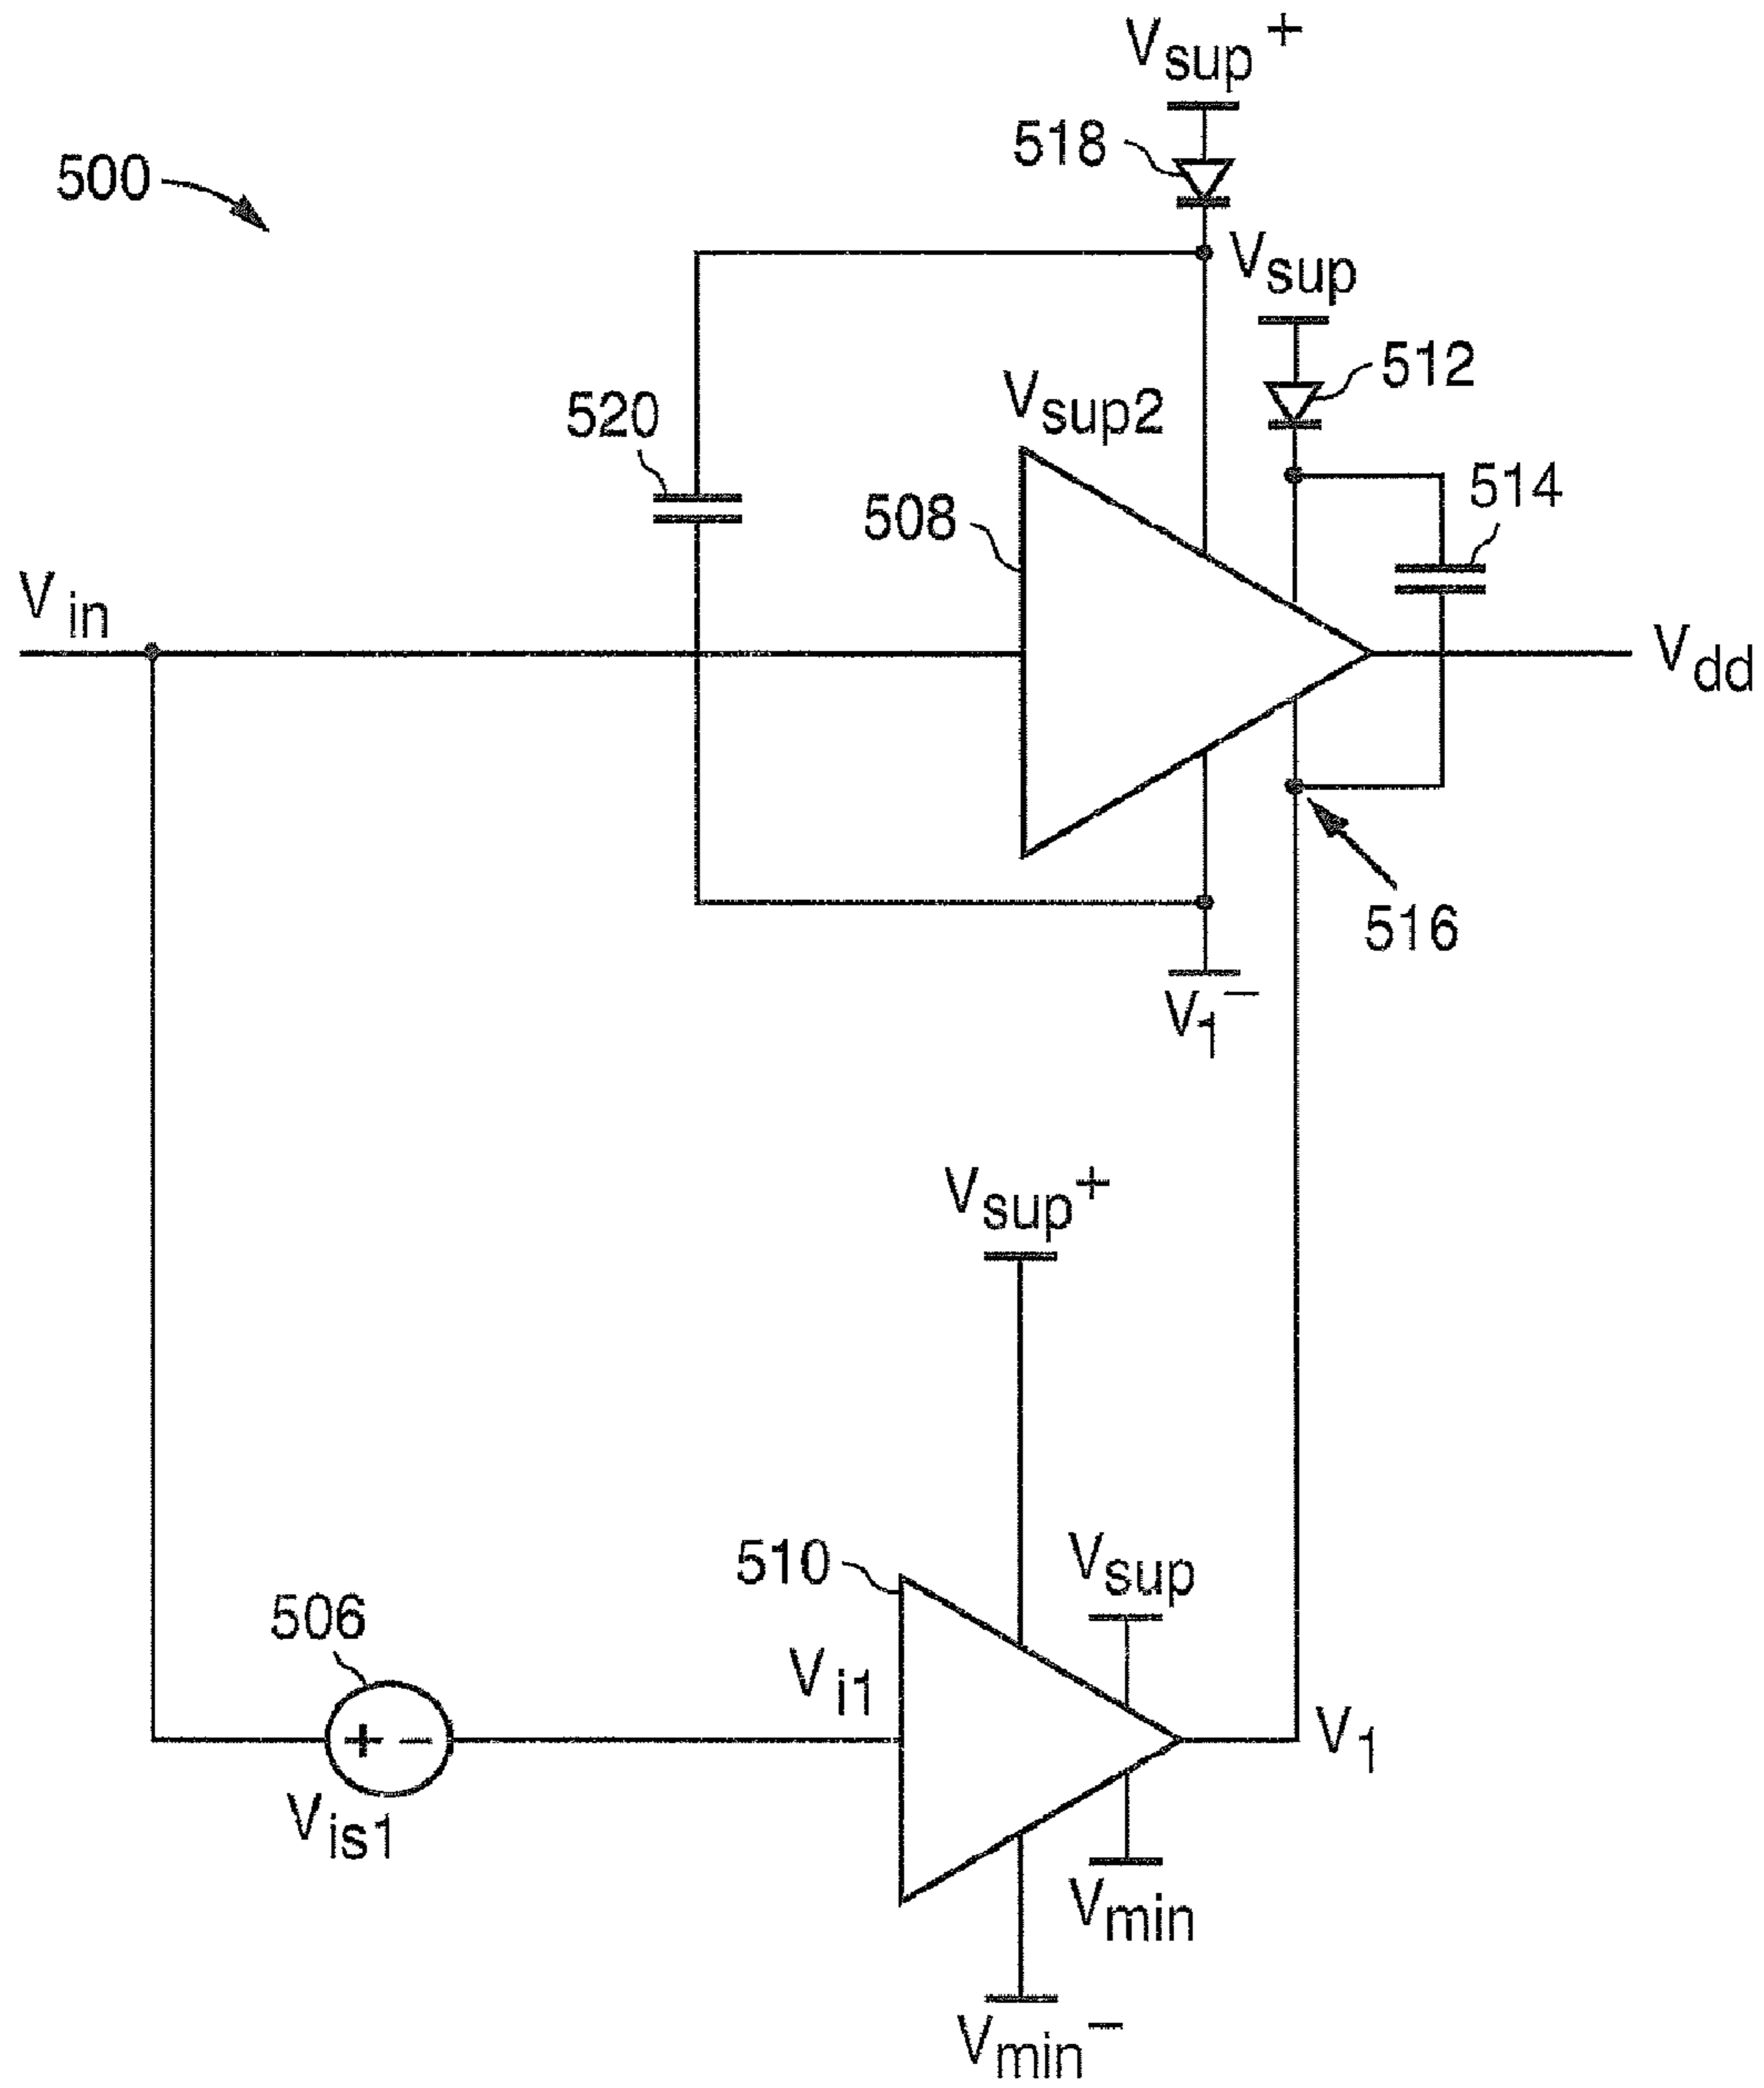 Vsup+
518
500
Vsup
512
Vsup2
520
514
508
Vin
Vdd
516
V1−
Vsup+
510
Vsup
506
Vi1
+ −
V1
Vis1
Vmin
Vmin−